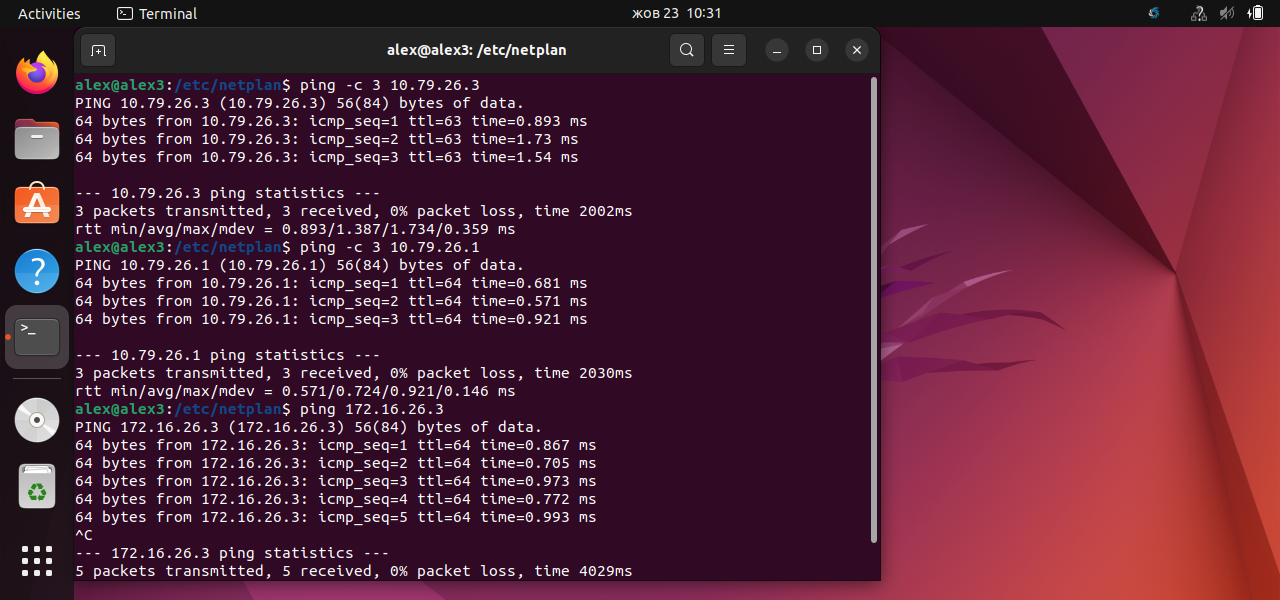 Activities
Terminal
жов 23 10:31
alex@alex3: /etc/netplan
alex@alex3:/etc/netplan$ ping -c 3 10.79.26.3
PING 10.79.26.3 (10.79.26.3) 56(84) bytes of data.
64 bytes from 10.79.26.3: icmp_seq=1 ttl=63 time=0.893 ms
64 bytes from 10.79.26.3: icmp_seq=2 ttl=63 time=1.73 ms
64 bytes from 10.79.26.3: icmp_seq=3 ttl=63 time=1.54 ms
--- 10.79.26.3 ping statistics ---
3 packets transmitted, 3 received, 0% packet loss, time 2002ms
rtt min/avg/max/mdev = 0.893/1.387/1.734/0.359 ms
alex@alex3:/etc/netplan$ ping -c 3 10.79.26.1
PING 10.79.26.1 (10.79.26.1) 56(84) bytes of data.
64 bytes from 10.79.26.1: icmp_seq=1 ttl=64 time=0.681 ms
64 bytes from 10.79.26.1: icmp_seq=2 ttl=64 time=0.571 ms
64 bytes from 10.79.26.1: icmp_seq=3 ttl=64 time=0.921 ms
--- 10.79.26.1 ping statistics ---
3 packets transmitted, 3 received, 0% packet loss, time 2030ms
rtt min/avg/max/mdev = 0.571/0.724/0.921/0.146 ms
alex@alex3:/etc/netplan$ ping 172.16.26.3
PING 172.16.26.3 (172.16.26.3) 56(84) bytes of data.
64 bytes from 172.16.26.3: icmp_seq=1 ttl=64 time=0.867 ms
64 bytes from 172.16.26.3: icmp_seq=2 ttl=64 time=0.705 ms
64 bytes from 172.16.26.3: icmp_seq=3 ttl=64 time=0.973 ms
64 bytes from 172.16.26.3: icmp_seq=4 ttl=64 time=0.772 ms
64 bytes from 172.16.26.3: icmp_seq=5 ttl=64 time=0.993 ms
^C
--- 172.16.26.3 ping statistics ---
5 packets transmitted, 5 received, 0% packet loss, time 4029ms